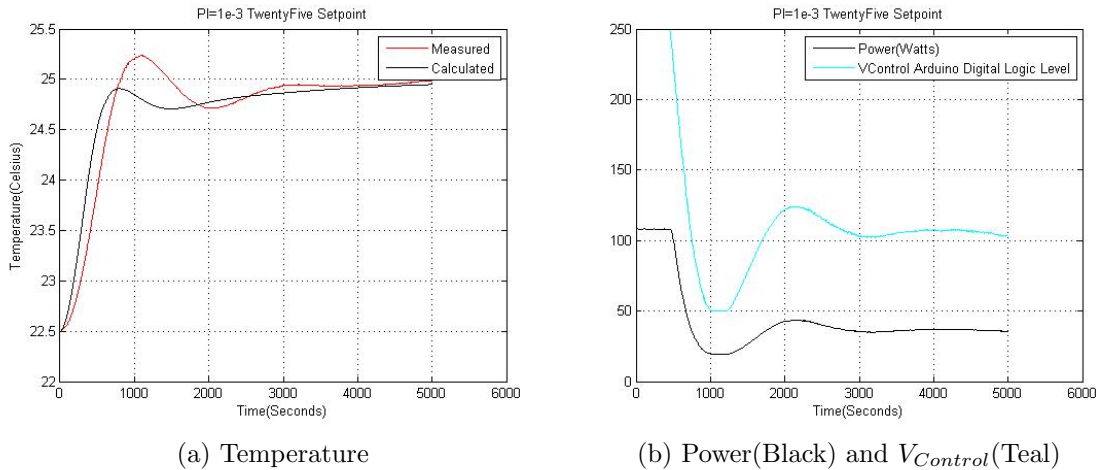 PI=1e-3 TwentyFive Setpoint
25.5
25
24.5
24
23.5
23
22.5
22
0 1000 2000 3000 4000 5000 6000
Temperature(Celsius)
Time(Seconds)
Measured
Calculated
(a) Temperature
PI=1e-3 TwentyFive Setpoint
250
200
150
100
50
0
0 1000 2000 3000 4000 5000 6000
Time(Seconds)
Power(Watts)
VControl Arduino Digital Logic Level
(b) Power(Black) and V_{Control}(Teal)